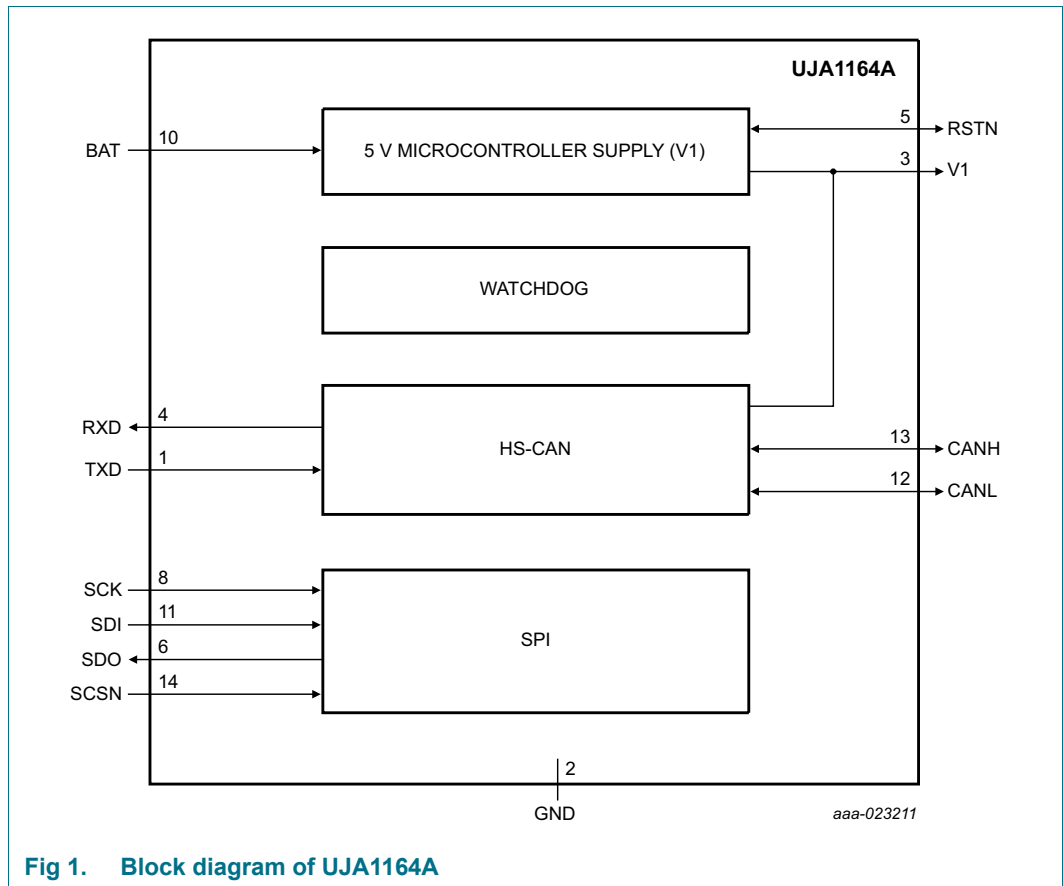 UJA1164A
5
RSTN
10
BAT
5 V MICROCONTROLLER SUPPLY (V1)
3
V1
WATCHDOG
4
RXD
HS-CAN
13
CANH
1
TXD
12
CANL
8
SCK
11
SDI
SPI
6
SDO
14
SCSN
2
GND
aaa-023211
Fig 1. Block diagram of UJA1164A